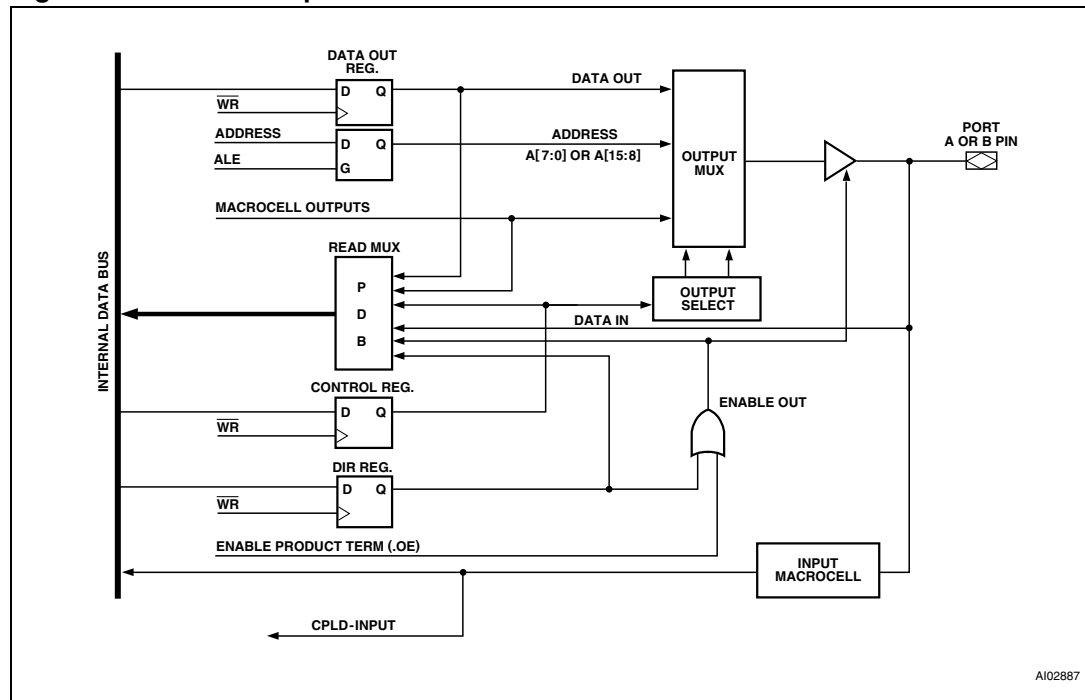 DATA OUT
REG.
D Q
WR
DATA OUT
ADDRESS
D Q
ALE
G
ADDRESS
A[7:0] OR A[15:8]
OUTPUT
MUX
PORT
A OR B PIN
MACROCELL OUTPUTS
READ MUX
P
D
B
OUTPUT
SELECT
DATA IN
INTERNAL DATA BUS
CONTROL REG.
D Q
WR
ENABLE OUT
DIR REG.
D Q
WR
ENABLE PRODUCT TERM (.OE)
INPUT
MACROCELL
CPLD-INPUT
AI02887